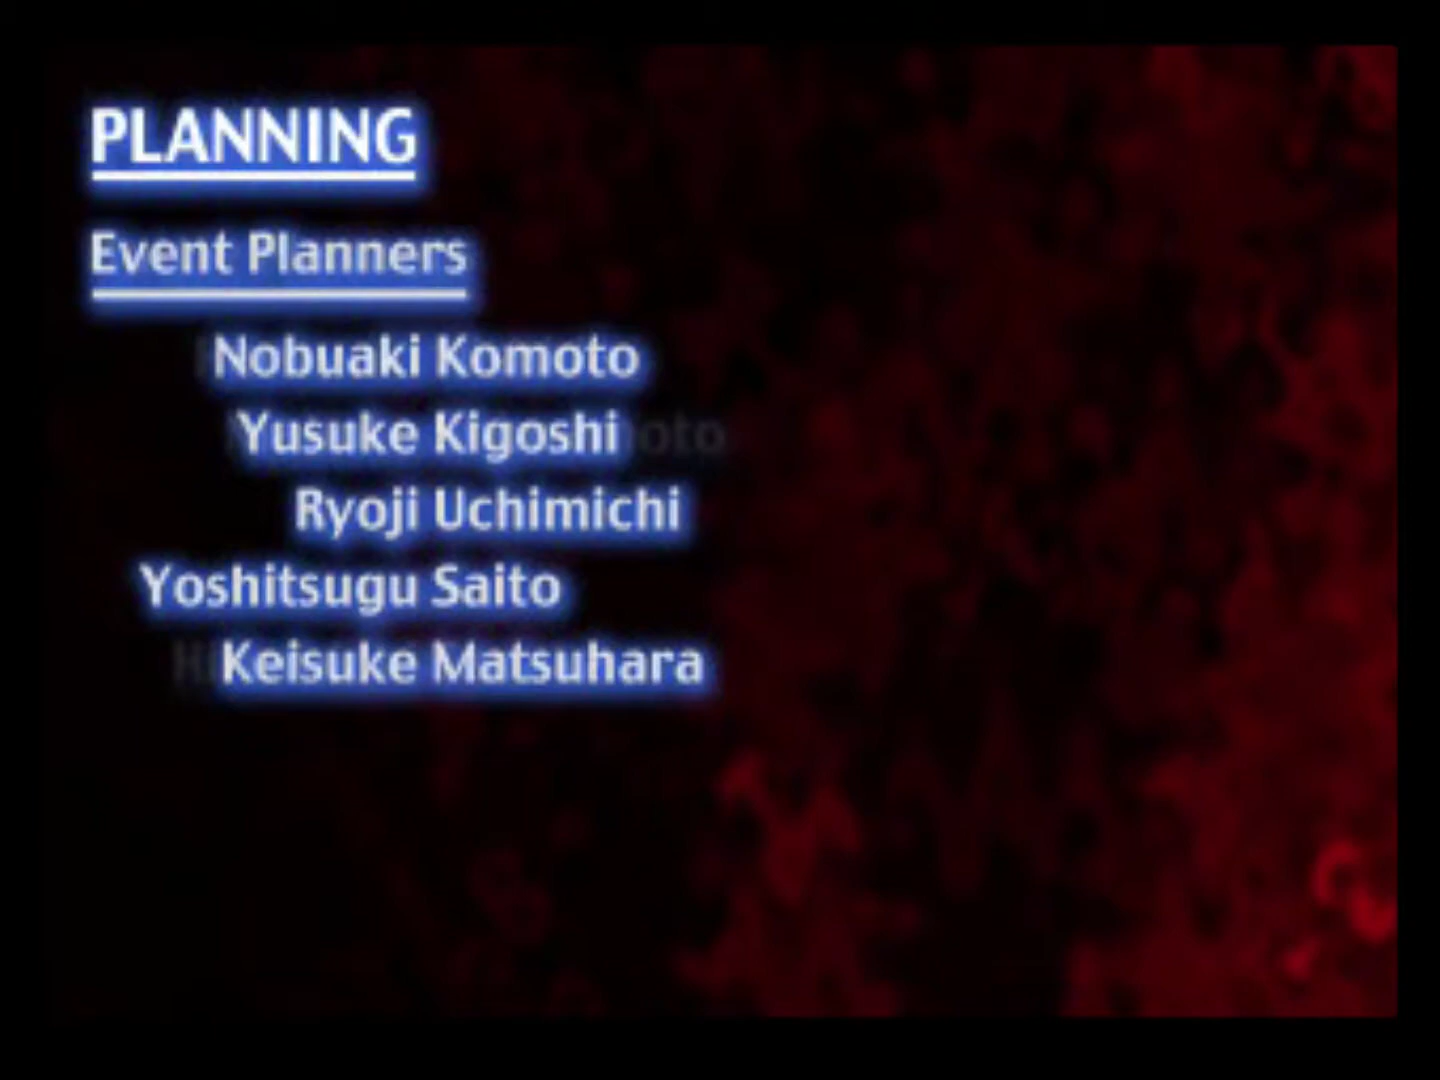 PLANNING
Event Planners
Nobuaki Komoto
Yusuke Kigoshi
Ryoji Uchimichi
Yoshitsugu Saito
Keisuke Matsuhara